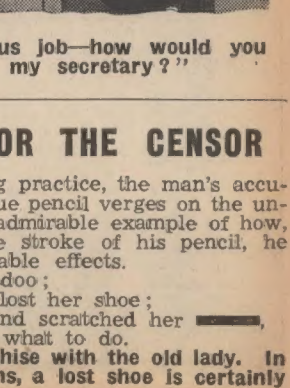 us job—how would you
my secretary?"
OR THE CENSOR
g practice, the man's accu-
ue pencil verges on the un-
admirable example of how,
e stroke of his pencil, he
able effects.
doo;
lost her shoe;
nd scratched her ,
what to do.
hise with the old lady. In
ns, a lost shoe is certainly